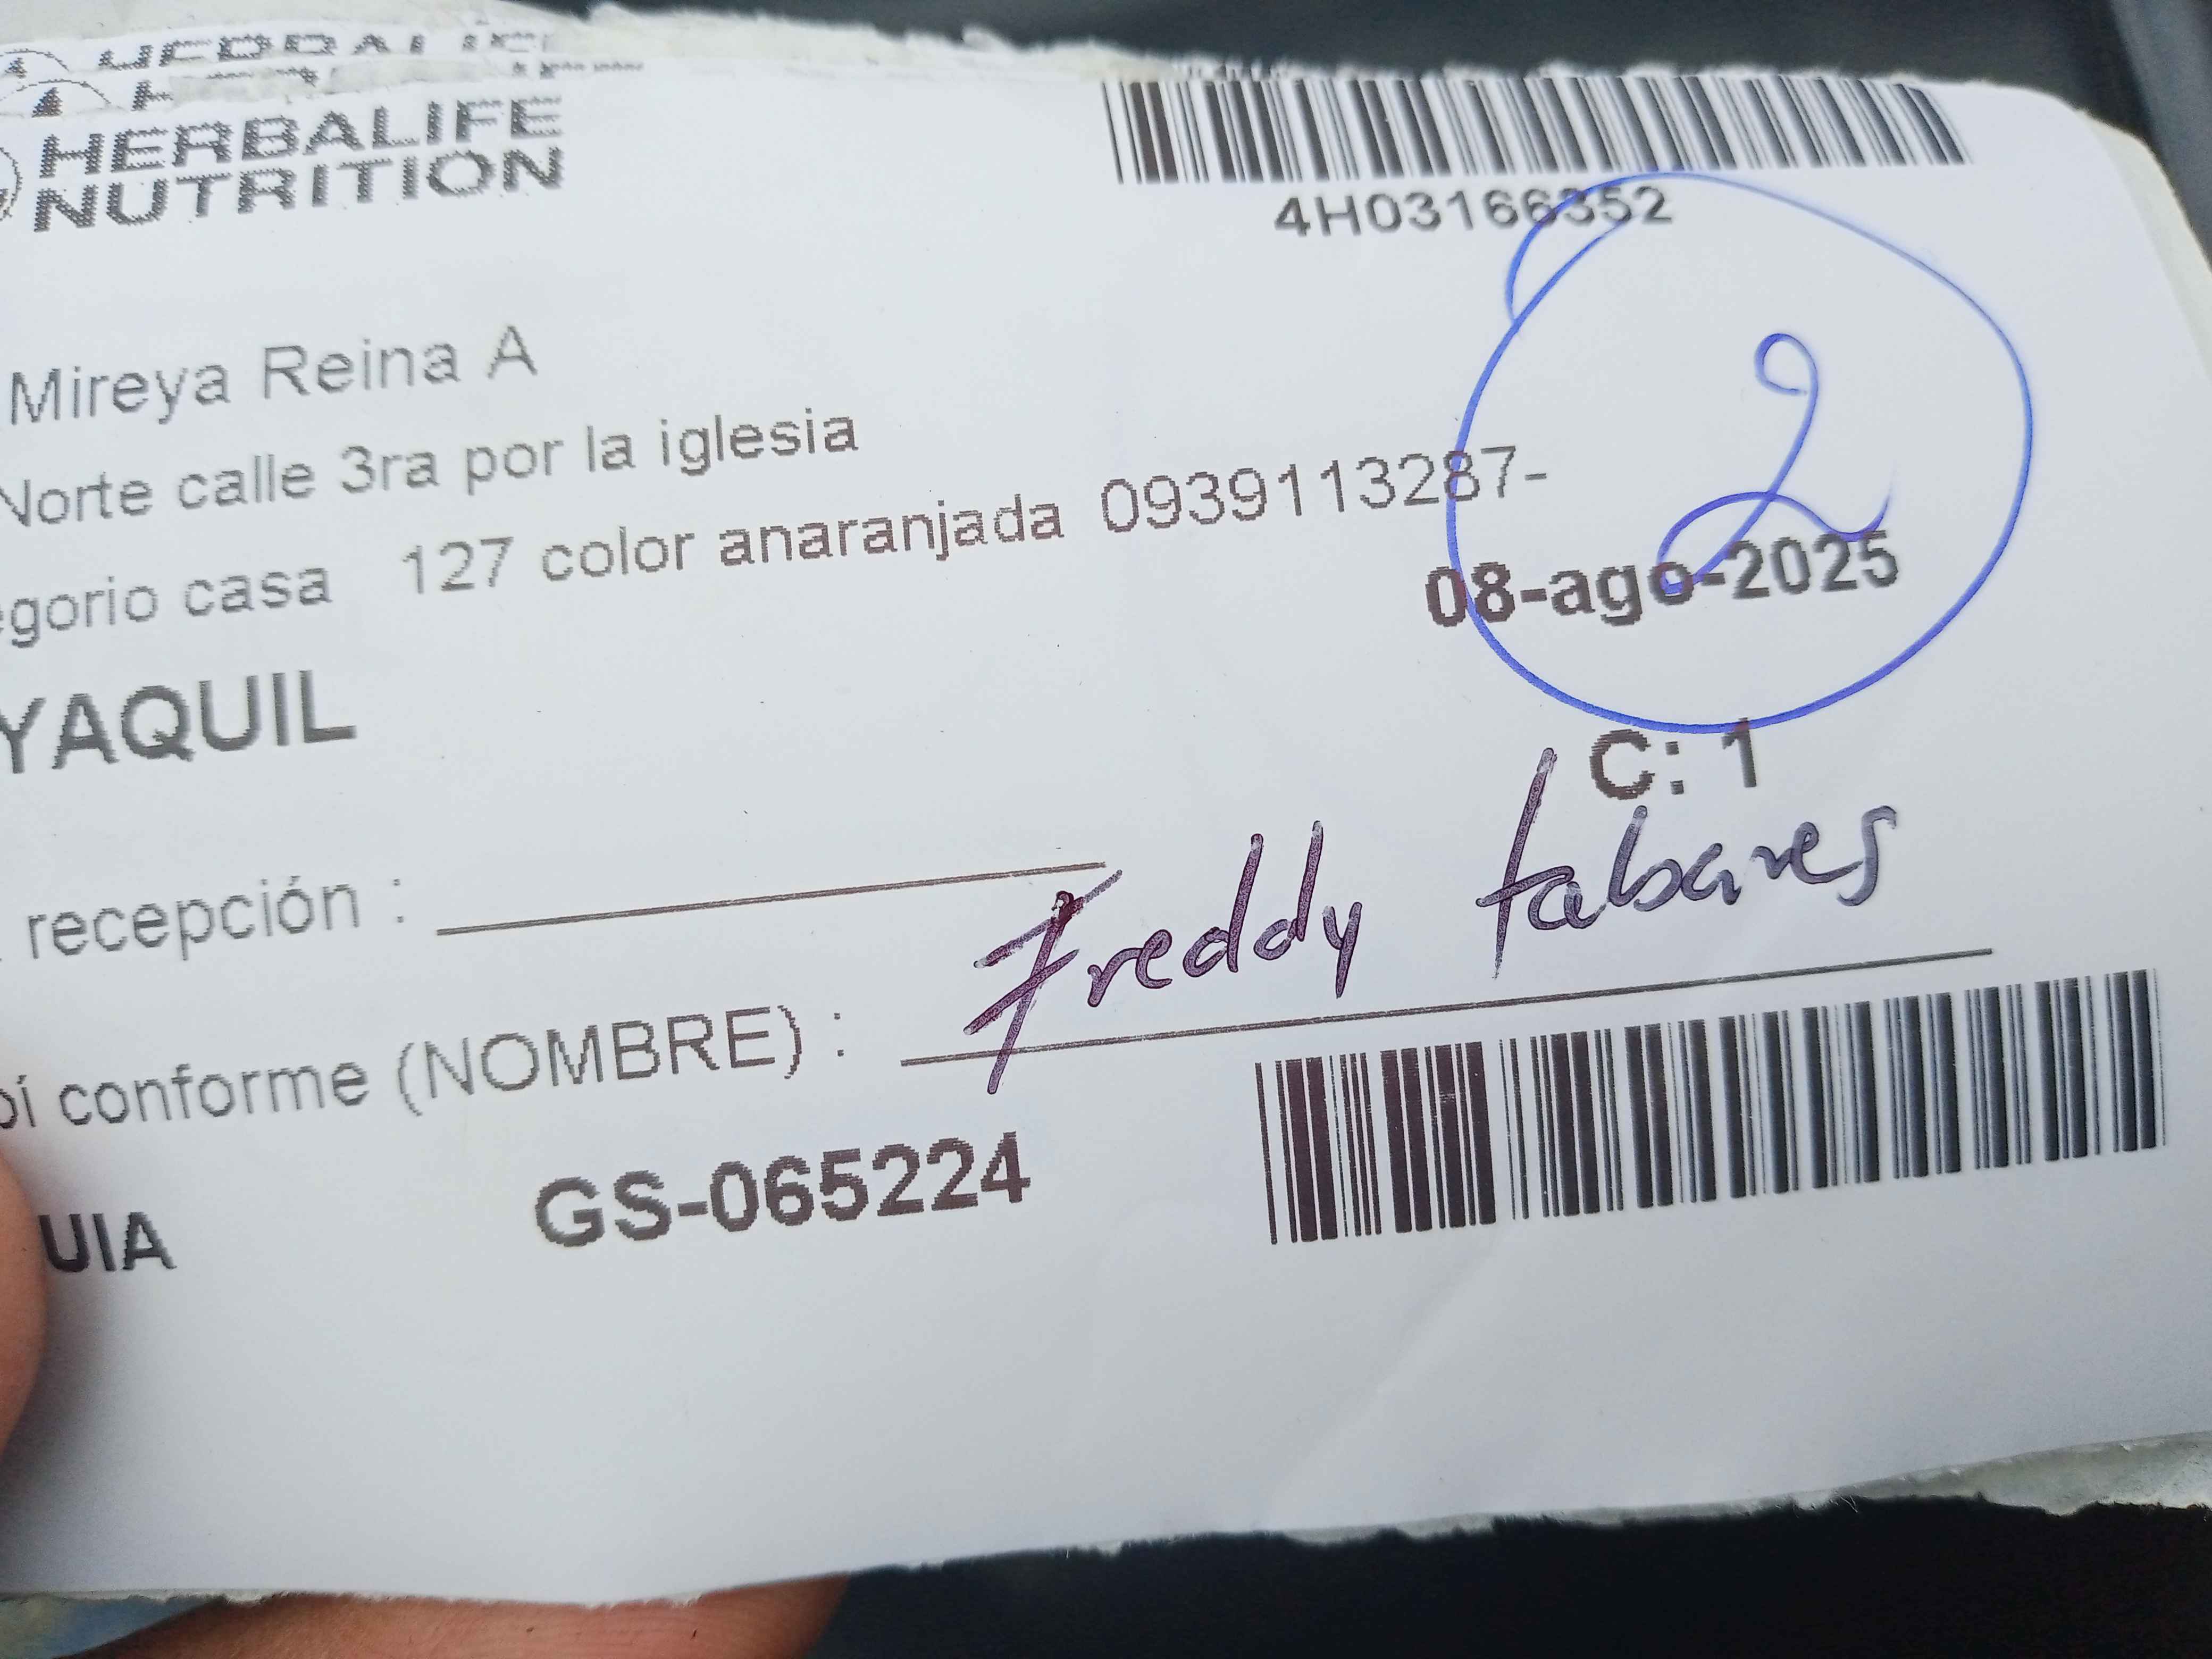 HERBALIFE
NUTRITION
4H03166352
Mireya Reina A
Norte calle 3ra por la iglesia
egorio casa 127 color anaranjada 0939113287-
2
08-ago-2025
YAQUIL
C: 1
recepción :
bí conforme (NOMBRE) : Freddy tabares
UIA GS-065224